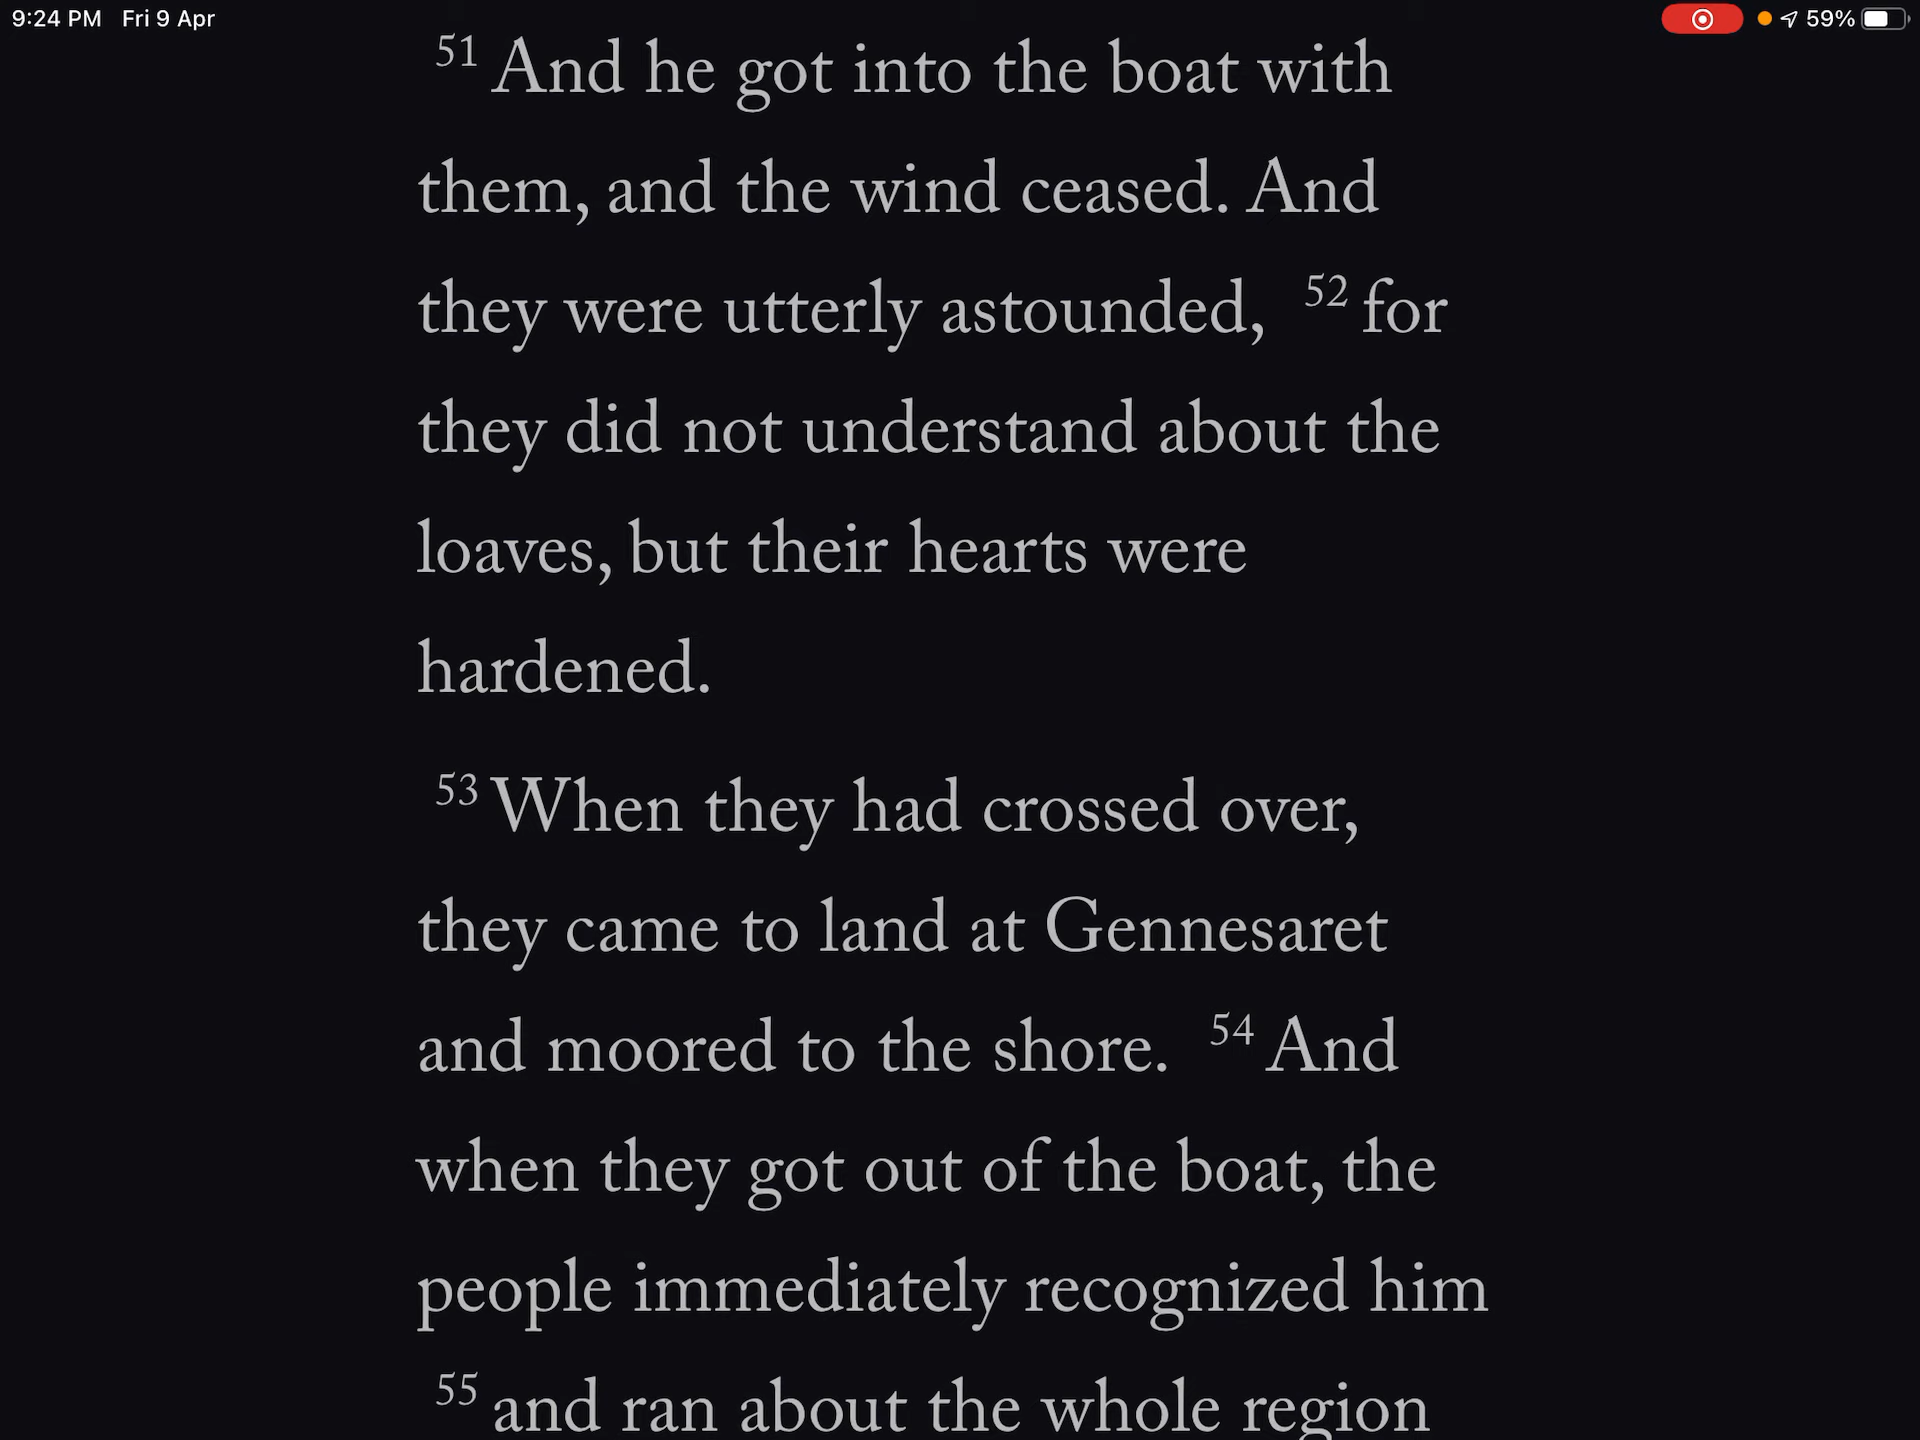 9:24 PM Fri 9 Apr 59%
51 And he got into the boat with
them, and the wind ceased. And
they were utterly astounded, 52 for
they did not understand about the
loaves, but their hearts were
hardened.
53 When they had crossed over,
they came to land at Gennesaret
and moored to the shore. 54 And
when they got out of the boat, the
people immediately recognized him
55 and ran about the whole region